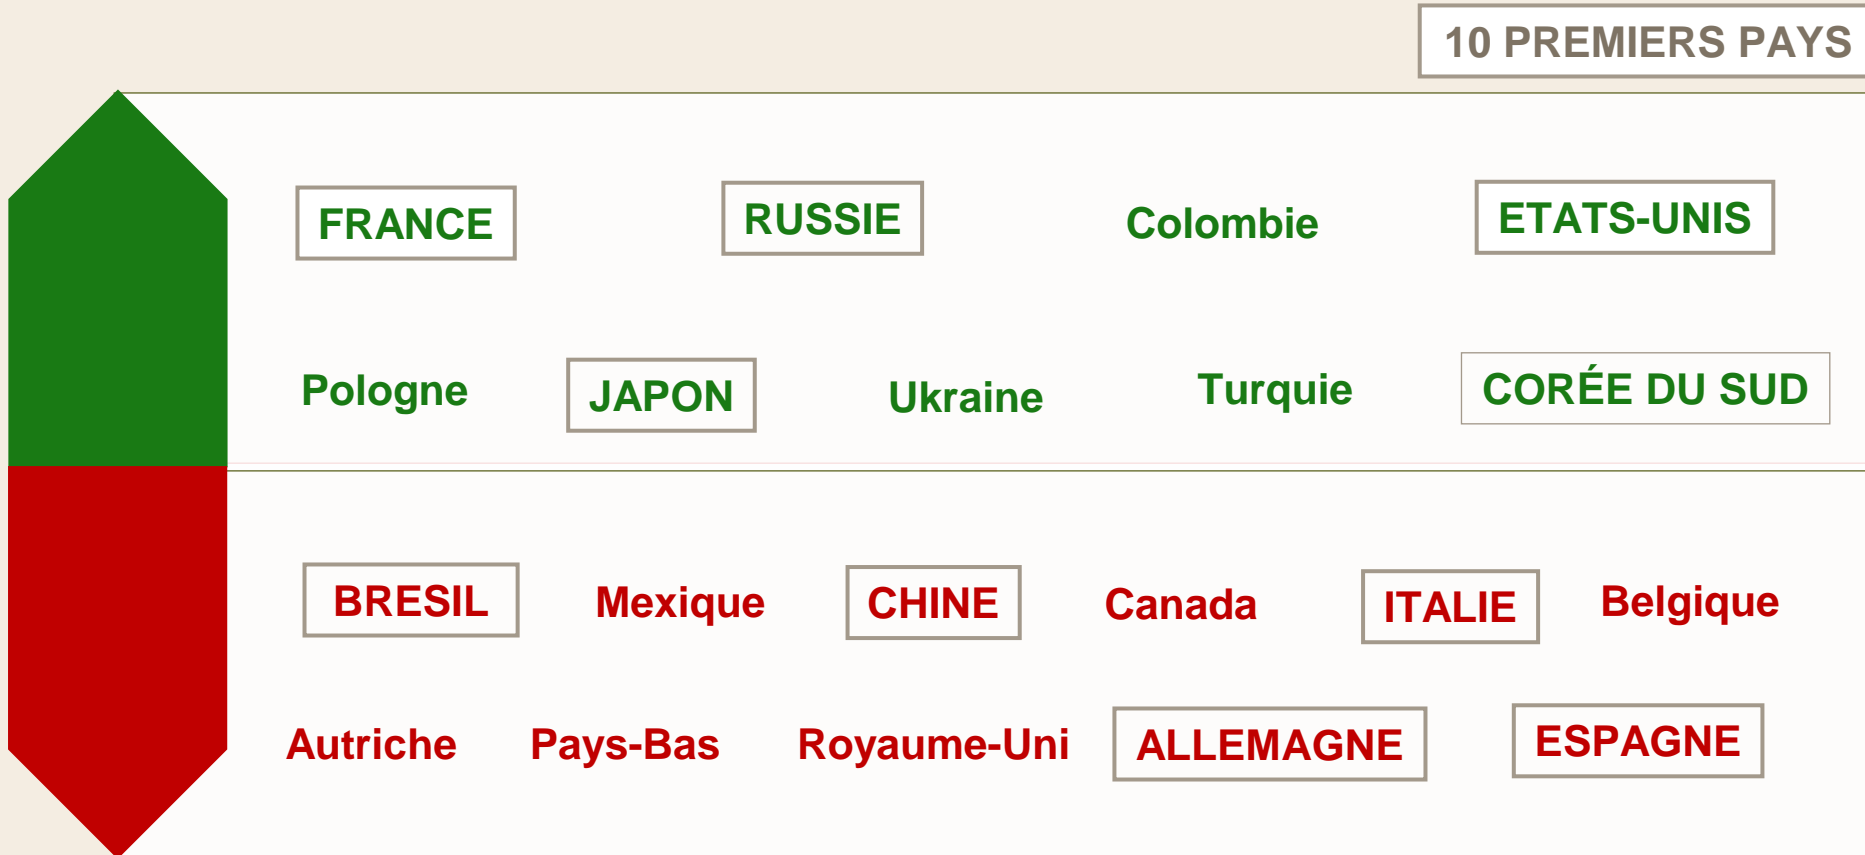 10 PREMIERS PAYS
FRANCE RUSSIE Colombie ETATS-UNIS
Pologne JAPON Ukraine Turquie CORÉE DU SUD
BRESIL Mexique CHINE Canada ITALIE Belgique
Autriche Pays-Bas Royaume-Uni ALLEMAGNE ESPAGNE